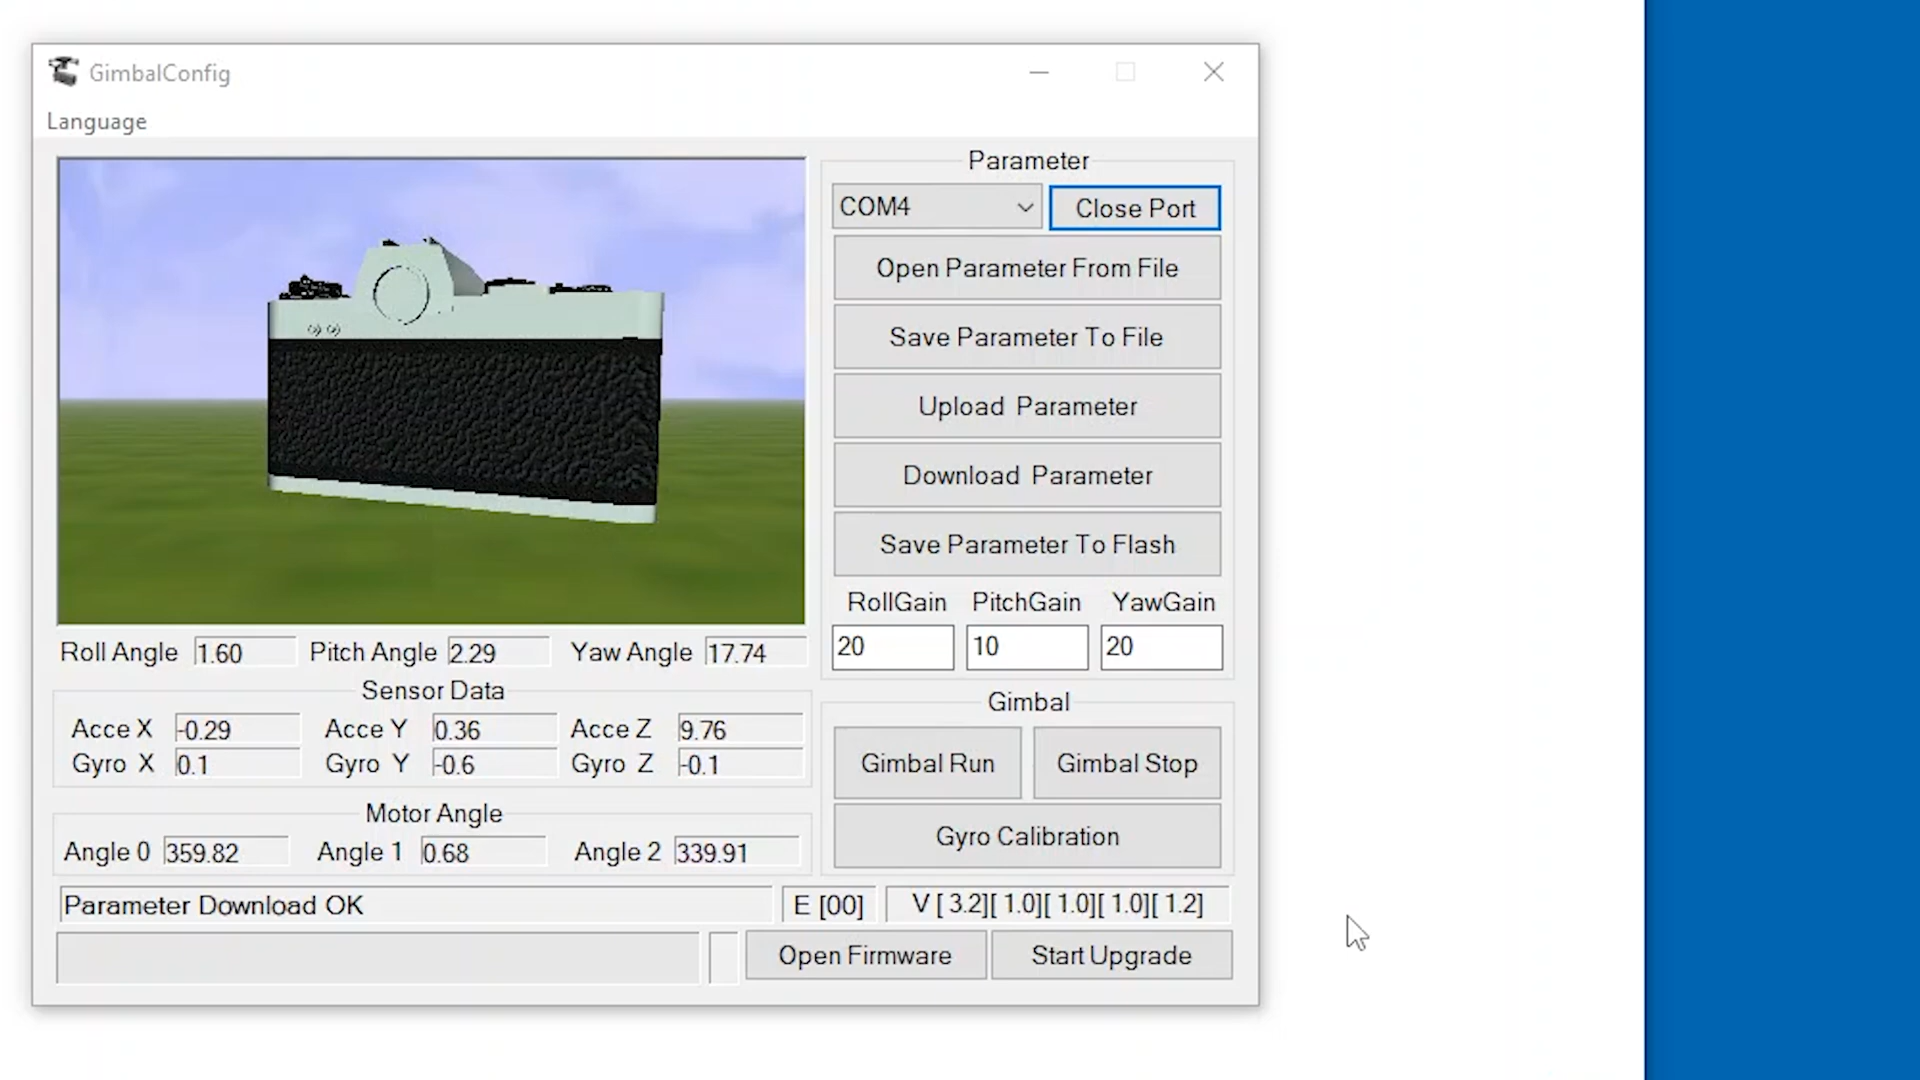 GimbalConfig
Language
Parameter
COM4 Close Port
Open Parameter From File
Save Parameter To File
Upload Parameter
Download Parameter
Save Parameter To Flash
RollGain PitchGain YawGain
20 10 20
Roll Angle 1.60 Pitch Angle 2.29 Yaw Angle 17.74
Sensor Data
Acce X -0.29 Acce Y 0.36 Acce Z 9.76
Gyro X 0.1 Gyro Y -0.6 Gyro Z -0.1
Motor Angle
Angle 0 359.82 Angle 1 0.68 Angle 2 339.91
Gimbal
Gimbal Run Gimbal Stop
Gyro Calibration
Parameter Download OK E [00] V [ 3.2][ 1.0][ 1.0][ 1.0][ 1.2]
Open Firmware Start Upgrade